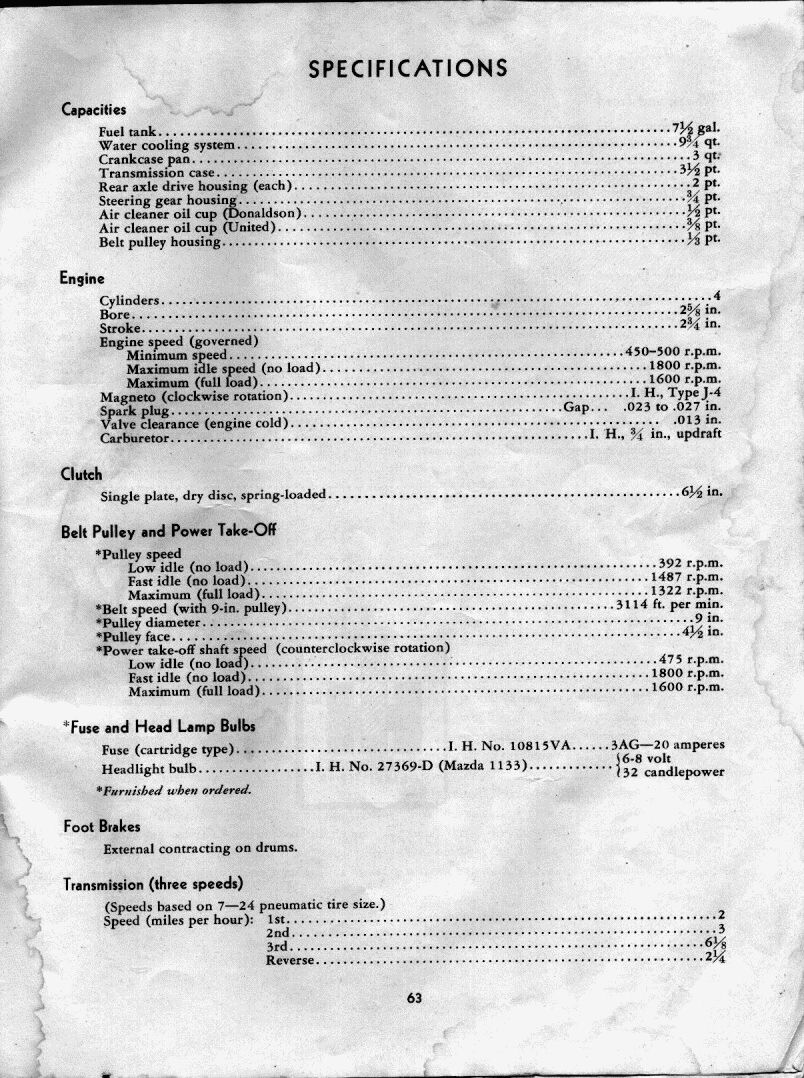 SPECIFICATIONS
Capacities
Fuel tank........................................7½ gal.
Water cooling system........................................9¾ qt.
Crankcase pan........................................3 qt.
Transmission case........................................3½ pt.
Rear axle drive housing (each)........................................2 pt.
Steering gear housing........................................¾ pt.
Air cleaner oil cup (Donaldson)........................................½ pt.
Air cleaner oil cup (United)........................................⅜ pt.
Belt pulley housing........................................⅓ pt.
Engine
Cylinders........................................4
Bore........................................2⅝ in.
Stroke........................................2¾ in.
Engine speed (governed)
Minimum speed........................................450–500 r.p.m.
Maximum idle speed (no load)........................................1800 r.p.m.
Maximum (full load)........................................1600 r.p.m.
Magneto (clockwise rotation)........................................I. H., Type J-4
Spark plug........................................Gap... .023 to .027 in.
Valve clearance (engine cold)........................................ .013 in.
Carburetor........................................I. H., ¾ in., updraft
Clutch
Single plate, dry disc, spring-loaded........................................6½ in.
Belt Pulley and Power Take-Off
*Pulley speed
Low idle (no load)........................................392 r.p.m.
Fast idle (no load)........................................1487 r.p.m.
Maximum (full load)........................................1322 r.p.m.
*Belt speed (with 9-in. pulley)........................................3114 ft. per min.
*Pulley diameter........................................9 in.
*Pulley face........................................4½ in.
*Power take-off shaft speed (counterclockwise rotation)
Low idle (no load)........................................475 r.p.m.
Fast idle (no load)........................................1800 r.p.m.
Maximum (full load)........................................1600 r.p.m.
*Fuse and Head Lamp Bulbs
Fuse (cartridge type)..............................I. H. No. 10815VA......3AG—20 amperes
Headlight bulb.................I. H. No. 27369-D (Mazda 1133).............{6-8 volt
32 candlepower
*Furnished when ordered.
Foot Brakes
External contracting on drums.
Transmission (three speeds)
(Speeds based on 7—24 pneumatic tire size.)
Speed (miles per hour): 1st........................................2
2nd........................................3
3rd........................................6⅛
Reverse........................................2¼
63